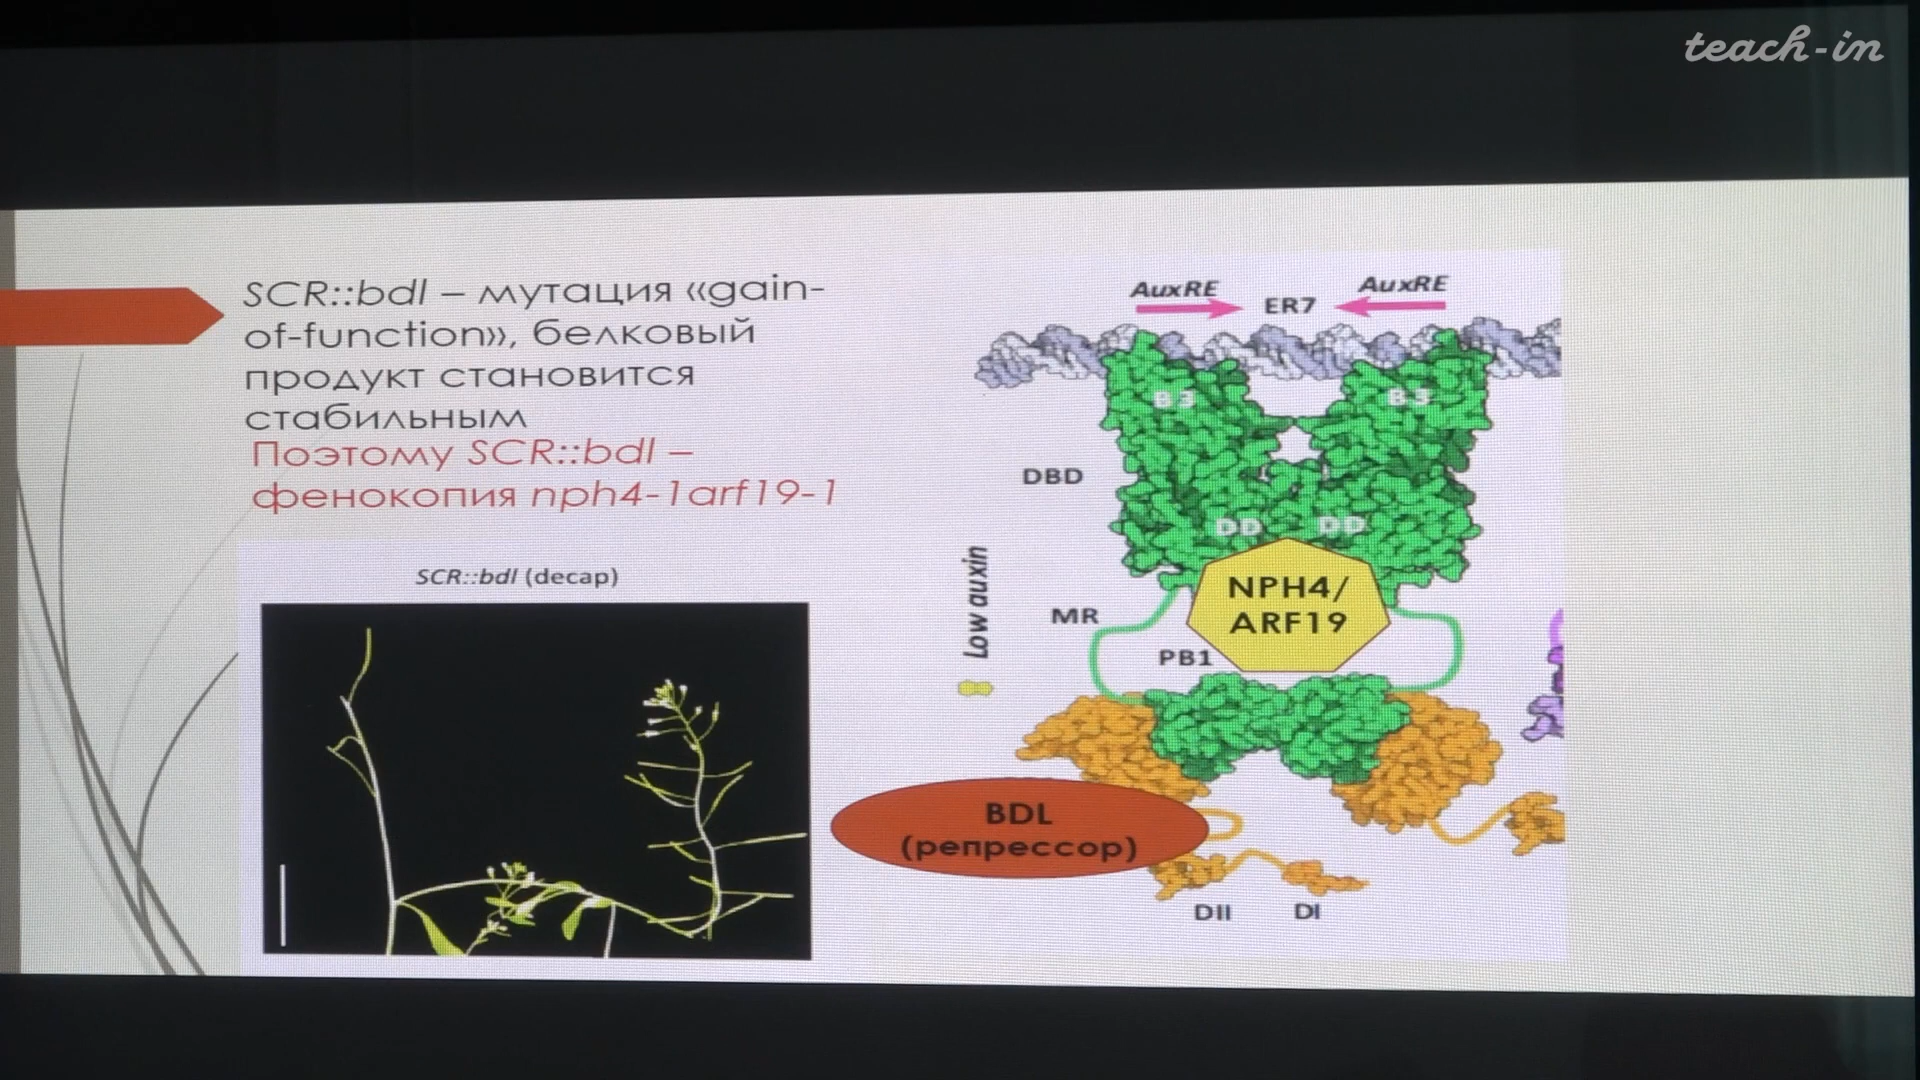 teach-in
SCR::bdl – мутация «gain-
of-function», белковый
продукт становится
стабильным
Поэтому SCR::bdl –
фенокопия nph4-1arf19-1
SCR::bdl (decap)
AuxRE
ER7
AuxRE
B3
B3
DBD
DD
DD
Low auxin
NPH4/
ARF19
MR
PB1
BDL
(репрессор)
DII
DI